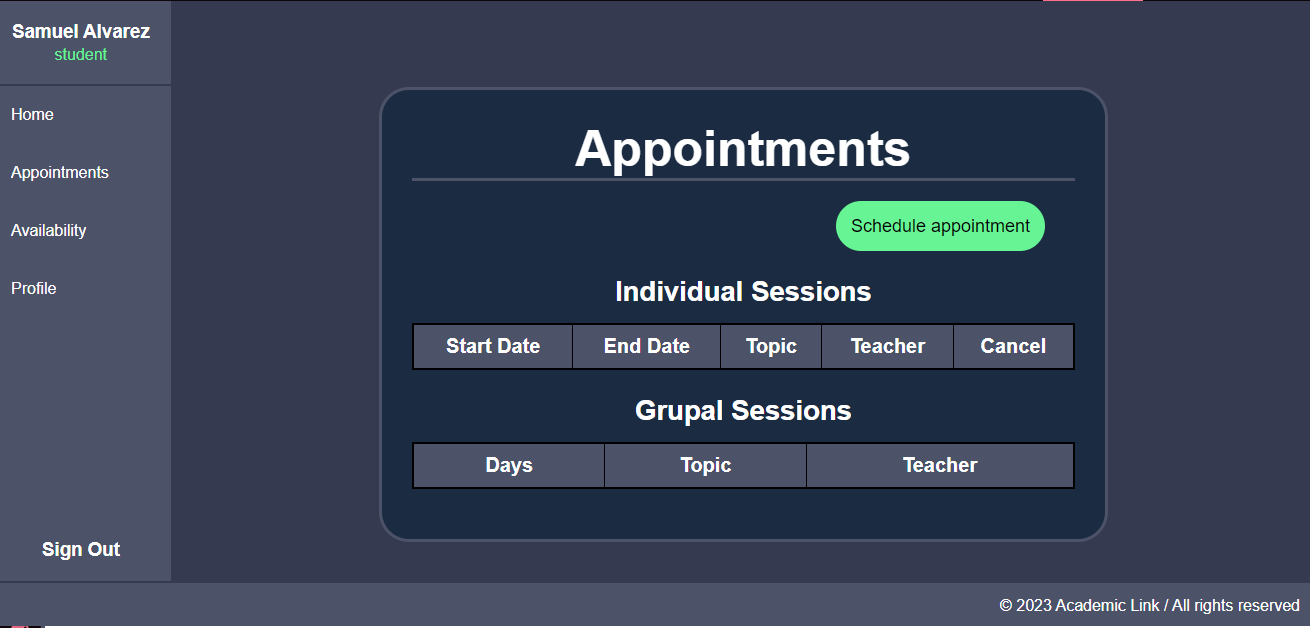 Samuel Alvarez
student
Home
Appointments
Availability
Profile
Sign Out
Appointments
Schedule appointment
Individual Sessions
Start Date End Date Topic Teacher Cancel
Grupal Sessions
Days Topic Teacher
© 2023 Academic Link / All rights reserved